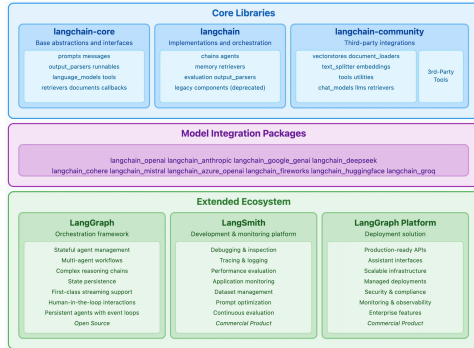 Core Libraries
langchain-core
Base abstractions and interfaces
prompts messages
output_parsers runnables
language_models tools
retrievers documents callbacks
langchain
Implementations and orchestration
chains agents
memory retrievers
evaluation output_parsers
legacy components (deprecated)
langchain-community
Third-party integrations
vectorstores document_loaders
text_splitter embeddings
tools utilities
chat_models llms retrievers
3rd-Party
Tools
Model Integration Packages
langchain_openai langchain_anthropic langchain_google_genai langchain_deepseek
langchain_cohere langchain_mistral langchain_azure_openai langchain_fireworks langchain_huggingface langchain_groq
Extended Ecosystem
LangGraph
Orchestration framework
Stateful agent management
Multi-agent workflows
Complex reasoning chains
State persistence
First-class streaming support
Human-in-the-loop interactions
Persistent agents with event loops
Open Source
LangSmith
Development & monitoring platform
Debugging & inspection
Tracing & logging
Performance evaluation
Application monitoring
Dataset management
Prompt optimization
Continuous evaluation
Commercial Product
LangGraph Platform
Deployment solution
Production-ready APIs
Assistant interfaces
Scalable infrastructure
Managed deployments
Security & compliance
Monitoring & observability
Enterprise features
Commercial Product